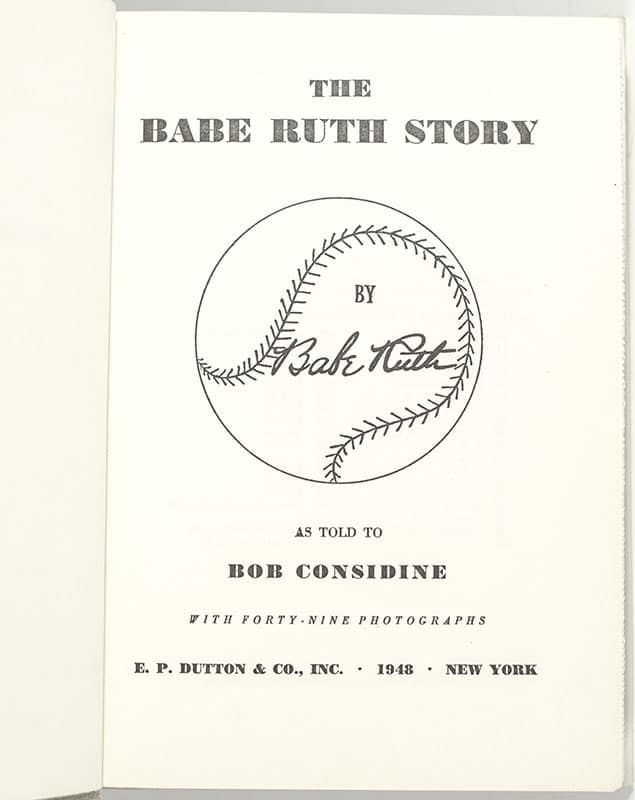 THE
BABE RUTH STORY
BY
Babe Ruth
AS TOLD TO
BOB CONSIDINE
WITH FORTY-NINE PHOTOGRAPHS
E. P. DUTTON & CO., INC. · 1948 · NEW YORK